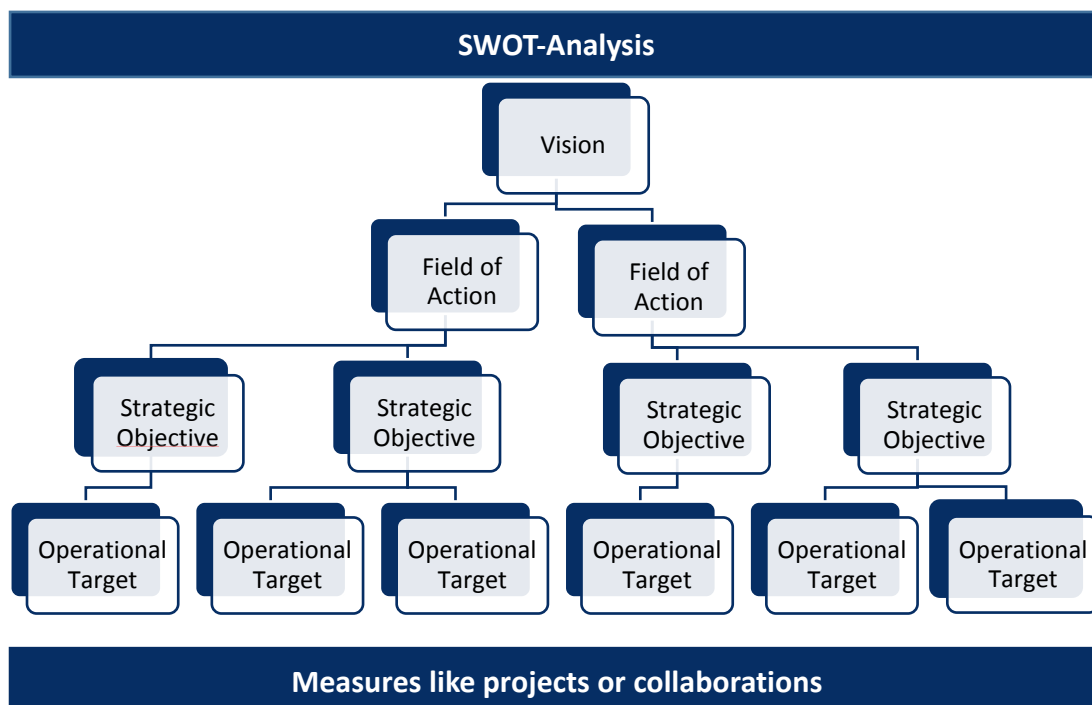 SWOT-Analysis
Vision
Field of
Action
Field of
Action
Strategic
Objective
Strategic
Objective
Strategic
Objective
Strategic
Objective
Operational
Target
Operational
Target
Operational
Target
Operational
Target
Operational
Target
Operational
Target
Measures like projects or collaborations